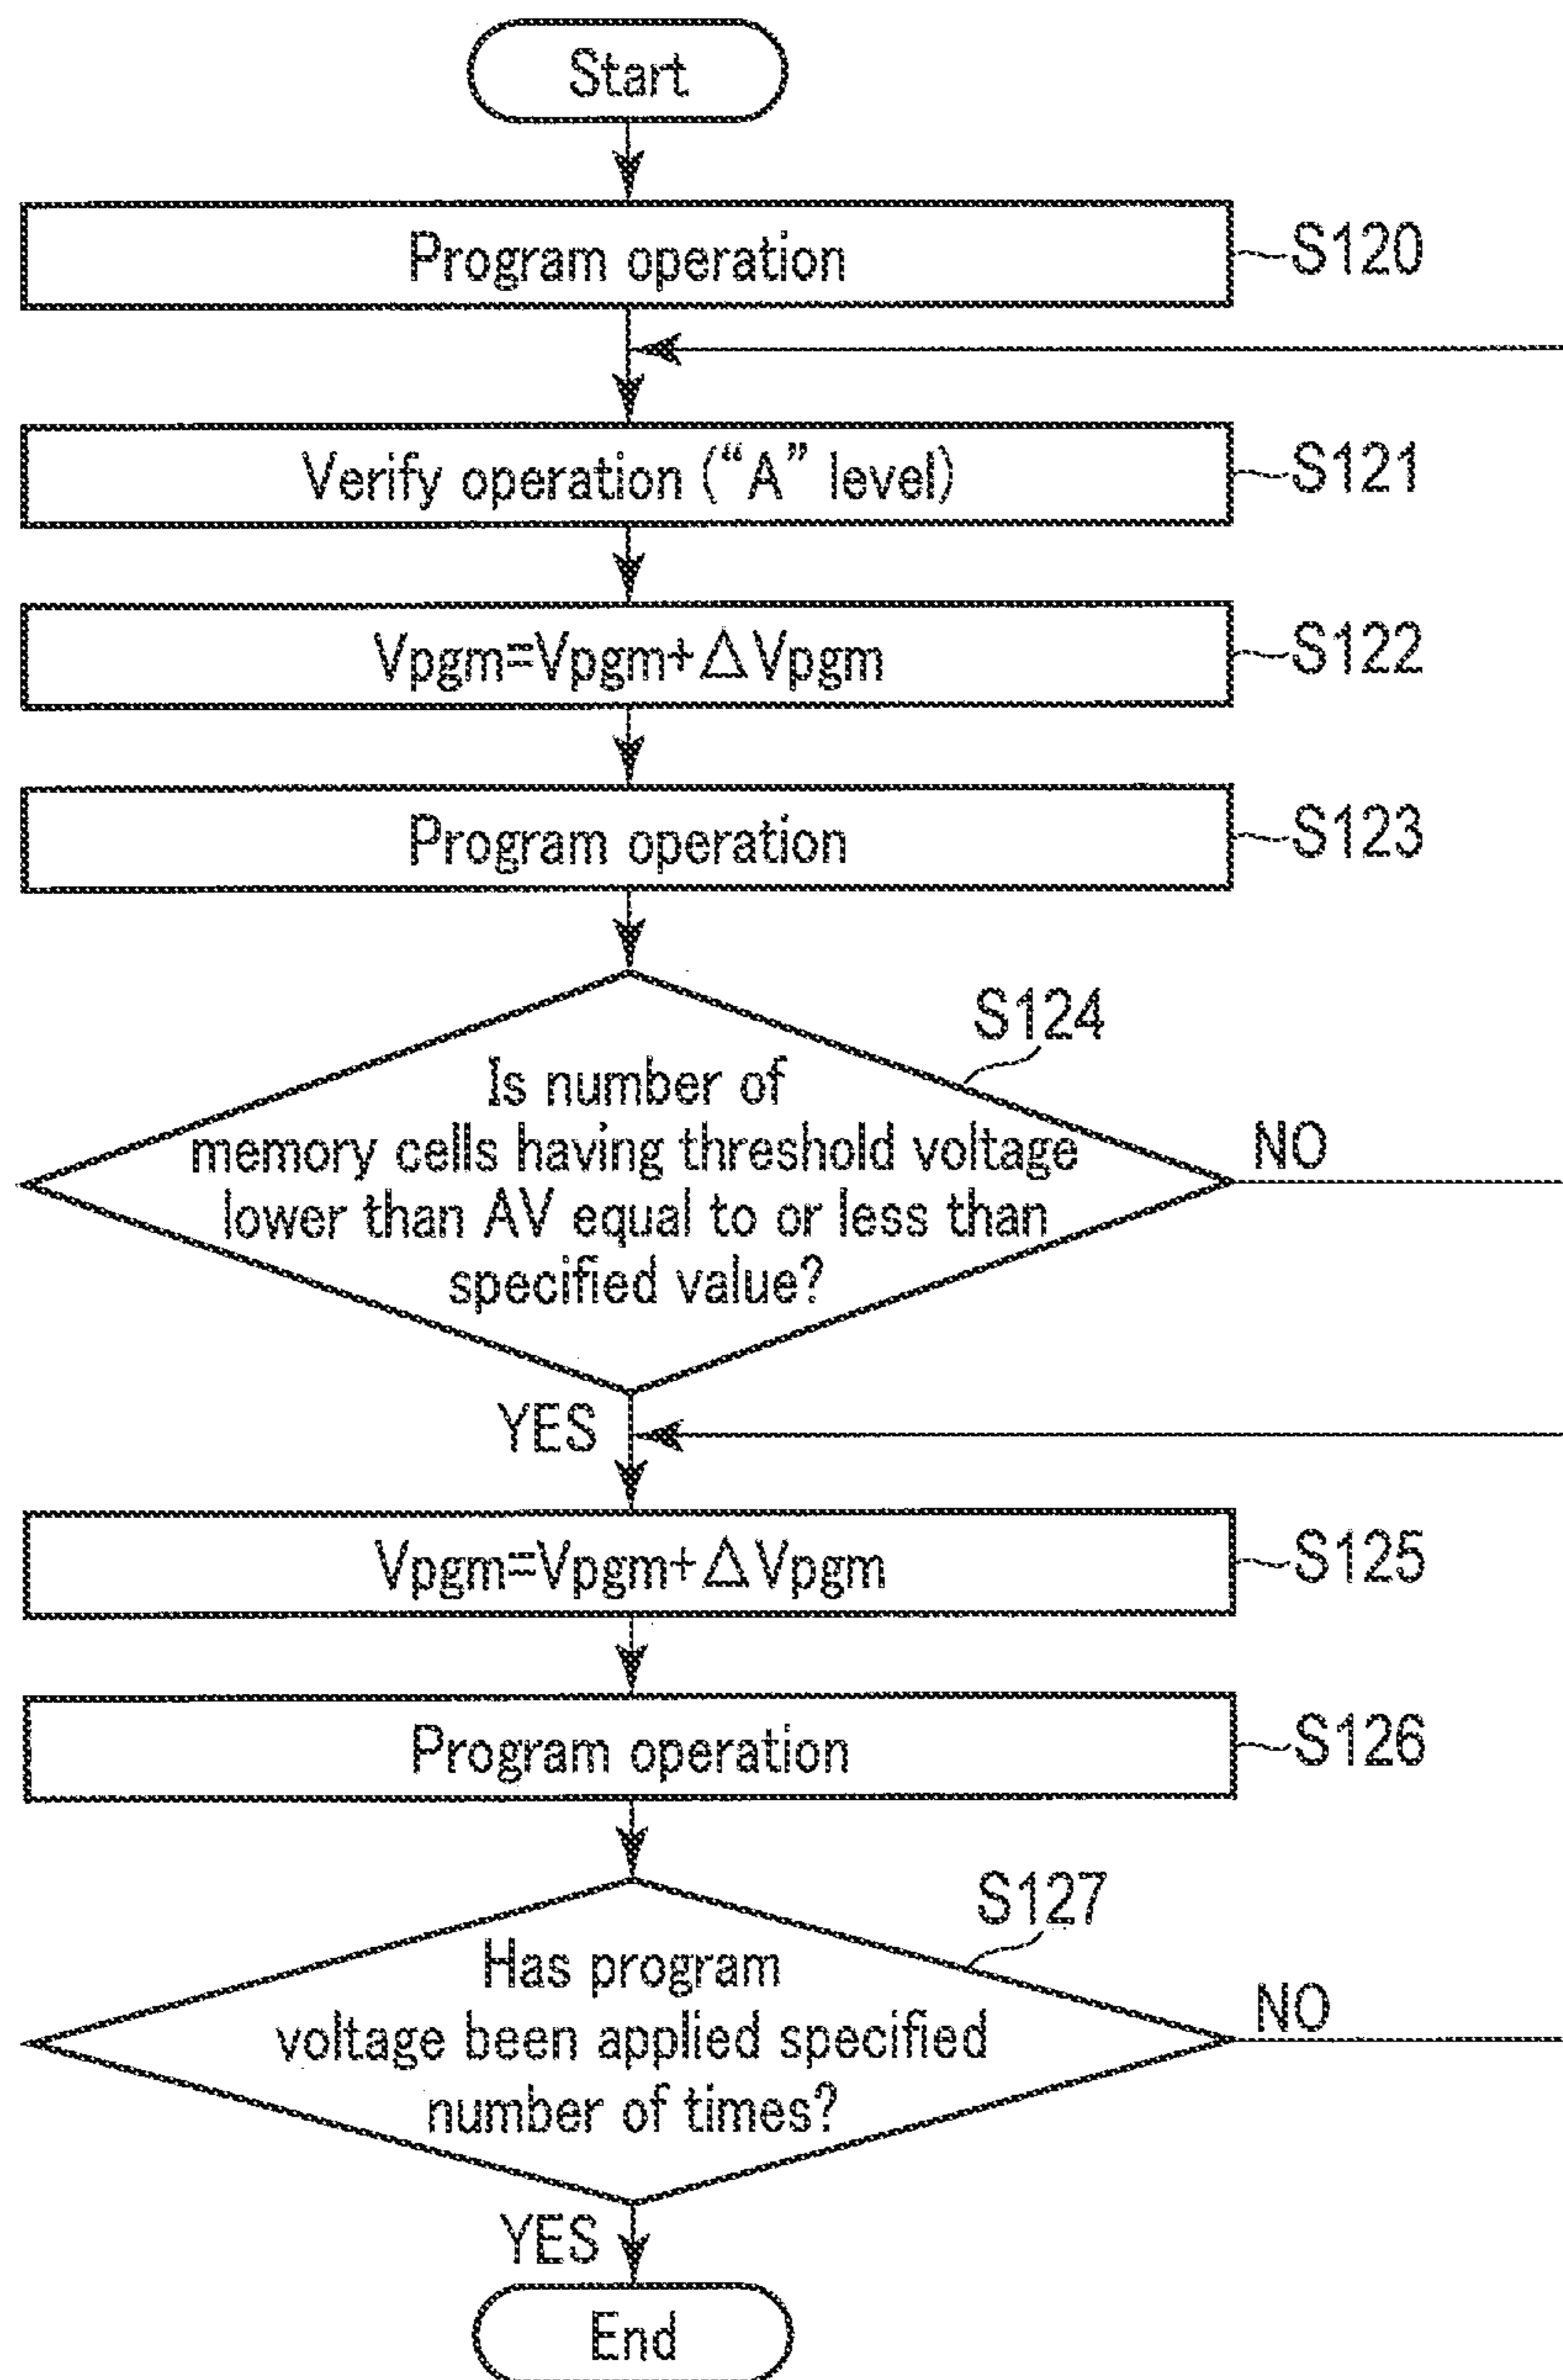 Start
Program operation
S120
Verify operation (“A” level)
S121
Vpgm=Vpgm+△Vpgm
S122
Program operation
S123
S124
Is number of
memory cells having threshold voltage
lower than AV equal to or less than
specified value?
NO
YES
Vpgm=Vpgm+△Vpgm
S125
Program operation
S126
S127
Has program
voltage been applied specified
number of times?
NO
YES
End